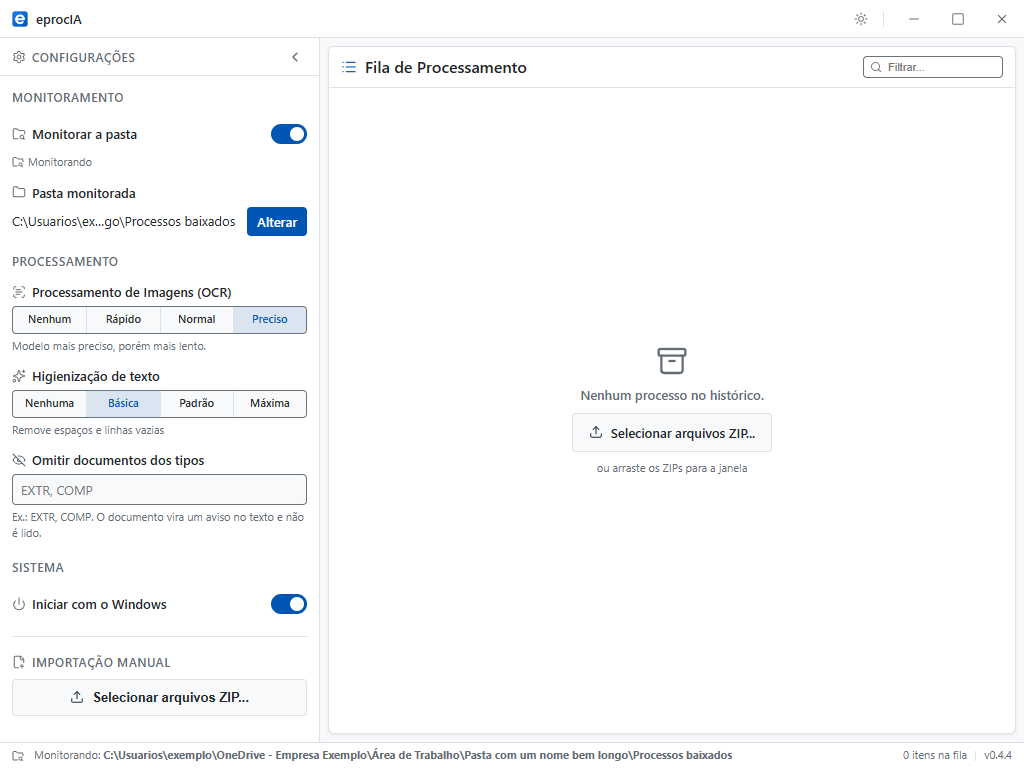 eprocIA
CONFIGURAÇÕES
MONITORAMENTO
Monitorar a pasta
Monitorando
Pasta monitorada
C:\Usuarios\ex...go\Processos baixados
Alterar
PROCESSAMENTO
Processamento de Imagens (OCR)
Nenhum Rápido Normal Preciso
Modelo mais preciso, porém mais lento.
Higienização de texto
Nenhuma Básica Padrão Máxima
Remove espaços e linhas vazias
Omitir documentos dos tipos
EXTR, COMP
Ex.: EXTR, COMP. O documento vira um aviso no texto e não
é lido.
SISTEMA
Iniciar com o Windows
IMPORTAÇÃO MANUAL
Selecionar arquivos ZIP...
Fila de Processamento
Filtrar...
Nenhum processo no histórico.
Selecionar arquivos ZIP...
ou arraste os ZIPs para a janela
Monitorando: C:\Usuarios\exemplo\OneDrive - Empresa Exemplo\Área de Trabalho\Pasta com um nome bem longo\Processos baixados
0 itens na fila
v0.4.4